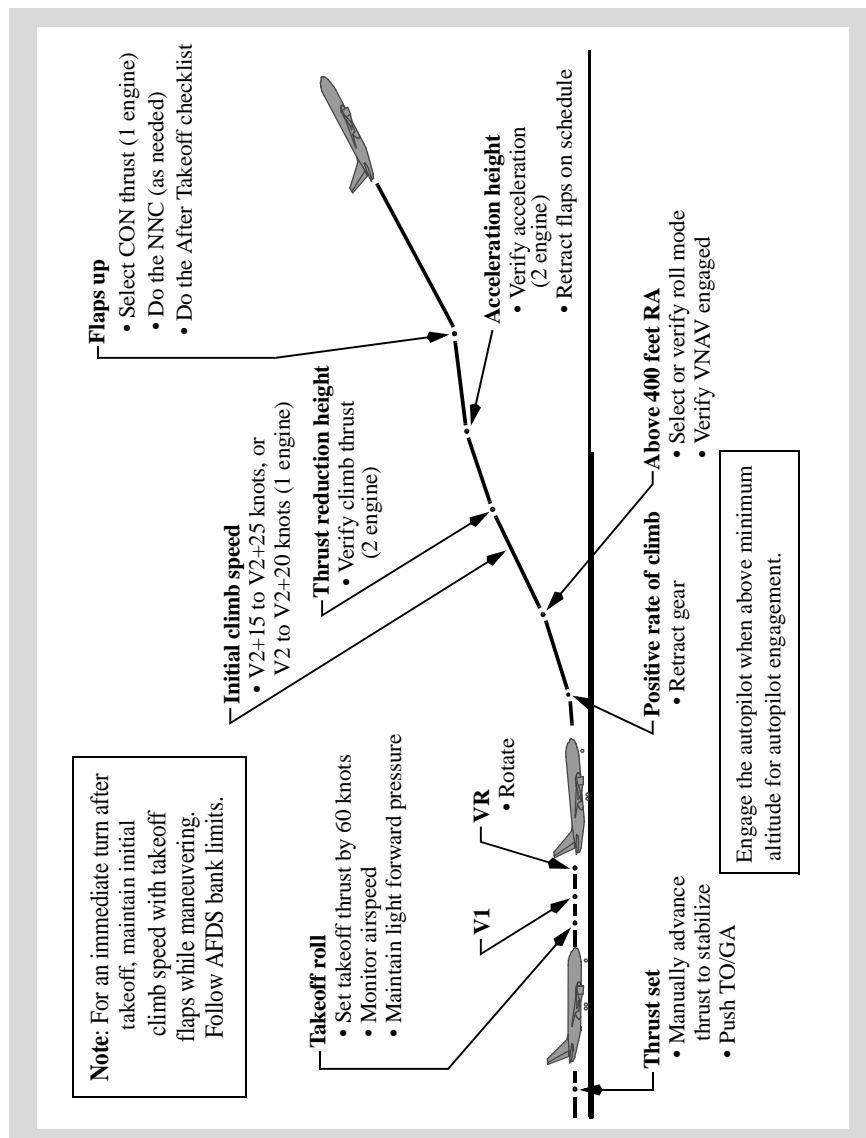 Note: For an immediate turn after
takeoff, maintain initial
climb speed with takeoff
flaps while maneuvering.
Follow AFDS bank limits.
Takeoff roll
• Set takeoff thrust by 60 knots
• Monitor airspeed
• Maintain light forward pressure
V1
VR
• Rotate
Thrust set
• Manually advance
thrust to stabilize
• Push TO/GA
Initial climb speed
• V2+15 to V2+25 knots, or
V2 to V2+20 knots (1 engine)
Thrust reduction height
• Verify climb thrust
(2 engine)
Flaps up
• Select CON thrust (1 engine)
• Do the NNC (as needed)
• Do the After Takeoff checklist
Acceleration height
• Verify acceleration
(2 engine)
• Retract flaps on schedule
Positive rate of climb
• Retract gear
Above 400 feet RA
• Select or verify roll mode
• Verify VNAV engaged
Engage the autopilot when above minimum
altitude for autopilot engagement.